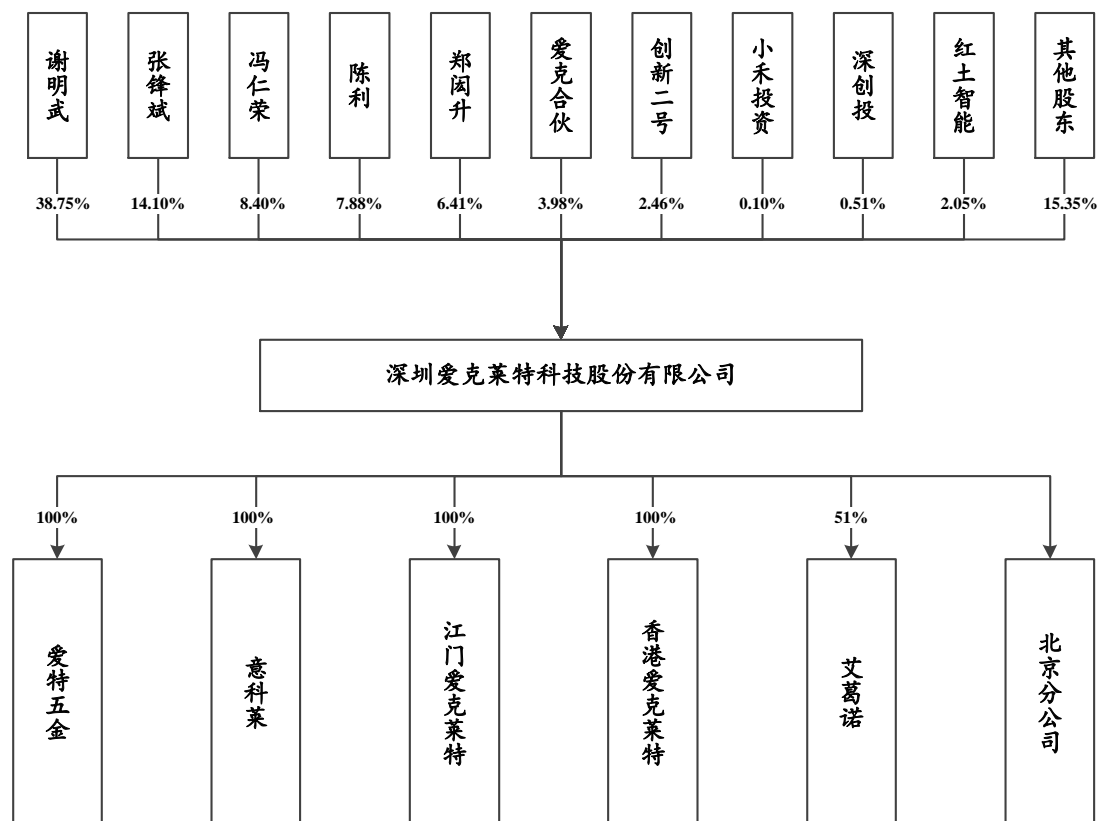 谢明武
张锋斌
冯仁荣
陈利
郑闳升
爱克合伙
创新二号
小禾投资
深创投
红土智能
其他股东
38.75%
14.10%
8.40%
7.88%
6.41%
3.98%
2.46%
0.10%
0.51%
2.05%
15.35%
深圳爱克莱特科技股份有限公司
100%
100%
100%
100%
51%
爱特五金
意科莱
江门爱克莱特
香港爱克莱特
艾葛诺
北京分公司